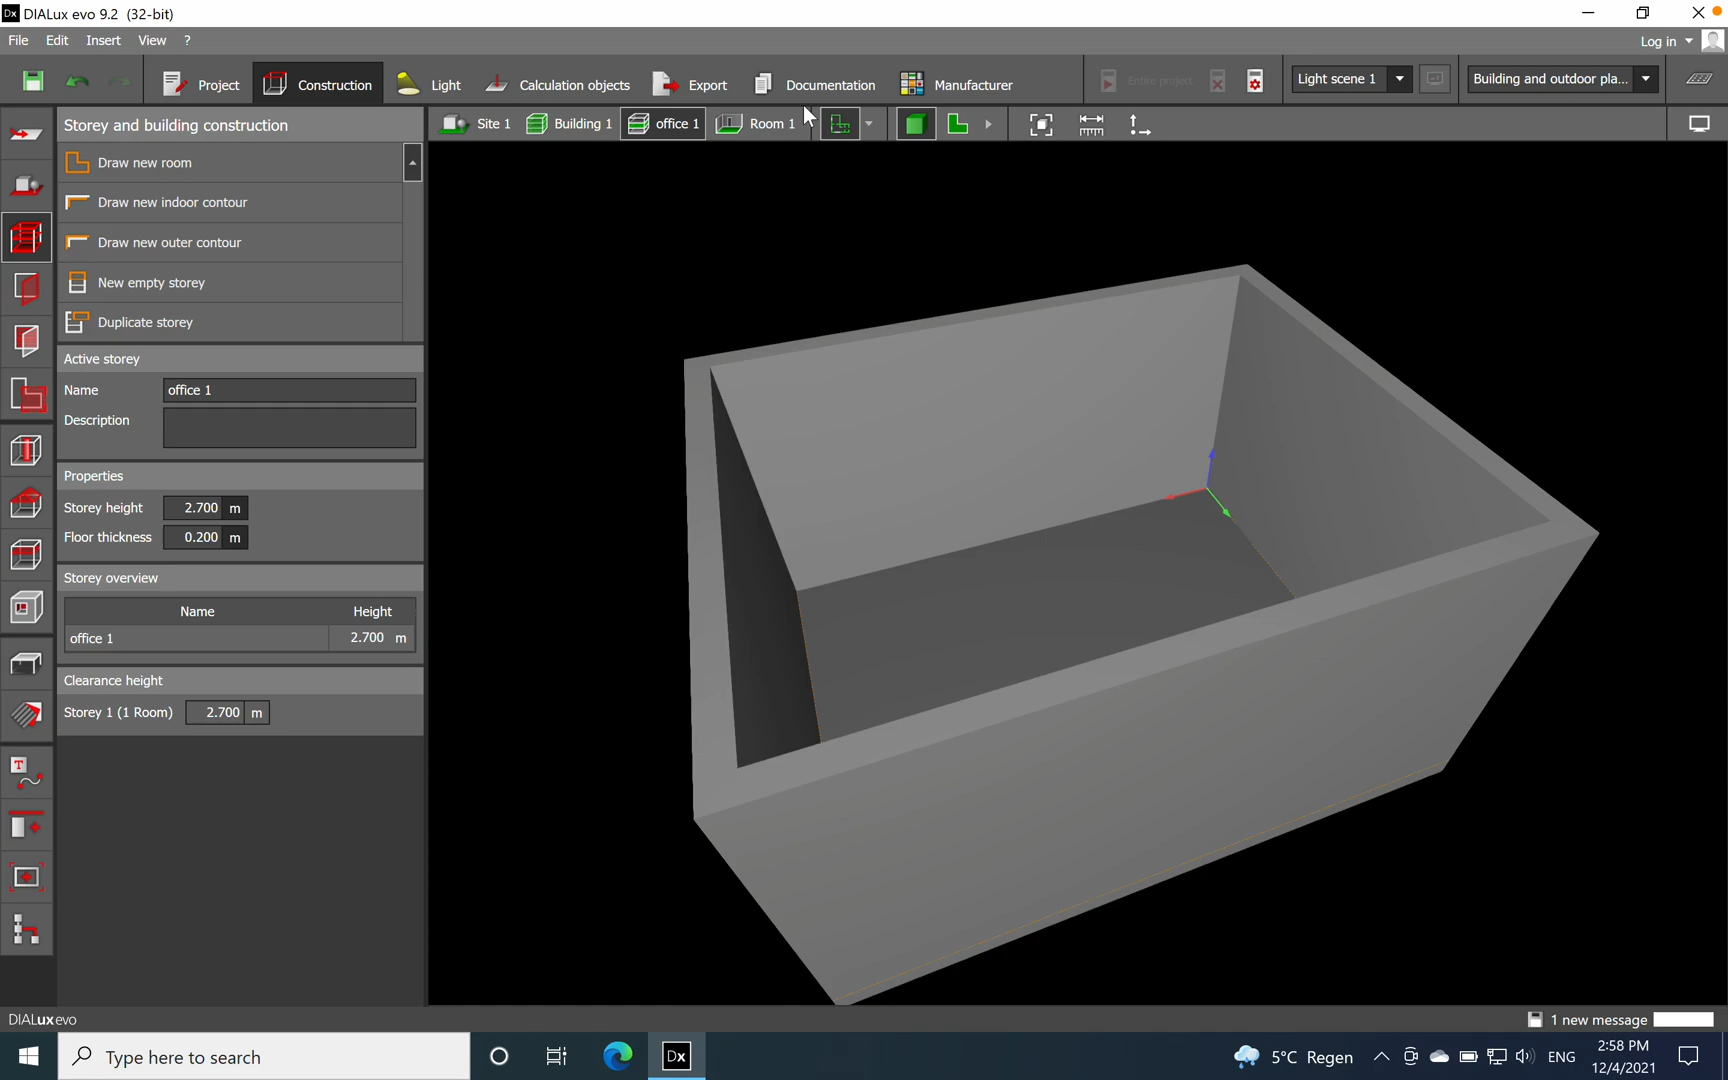 Dx DIALux evo 9.2 (32-bit)
File Edit Insert View ? Log in
Project Construction Light Calculation objects Export Documentation Manufacturer Entire project Light scene 1 Building and outdoor pla...
Storey and building construction Site 1 Building 1 office 1 Room 1
Draw new room
Draw new indoor contour
Draw new outer contour
New empty storey
Duplicate storey
Active storey
Name office 1
Description
Properties
Storey height 2.700 m
Floor thickness 0.200 m
Storey overview
Name Height
office 1 2.700 m
Clearance height
Storey 1 (1 Room) 2.700 m
T
DIALux evo 1 new message
Type here to search Dx 5°C Regen ENG 2:58 PM
12/4/2021